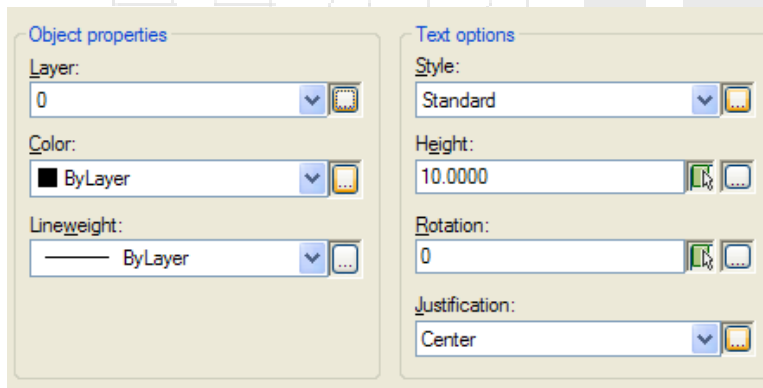 Object properties
Layer:
0
Color:
ByLayer
Lineweight:
ByLayer
Text options
Style:
Standard
Height:
10.0000
Rotation:
0
Justification:
Center